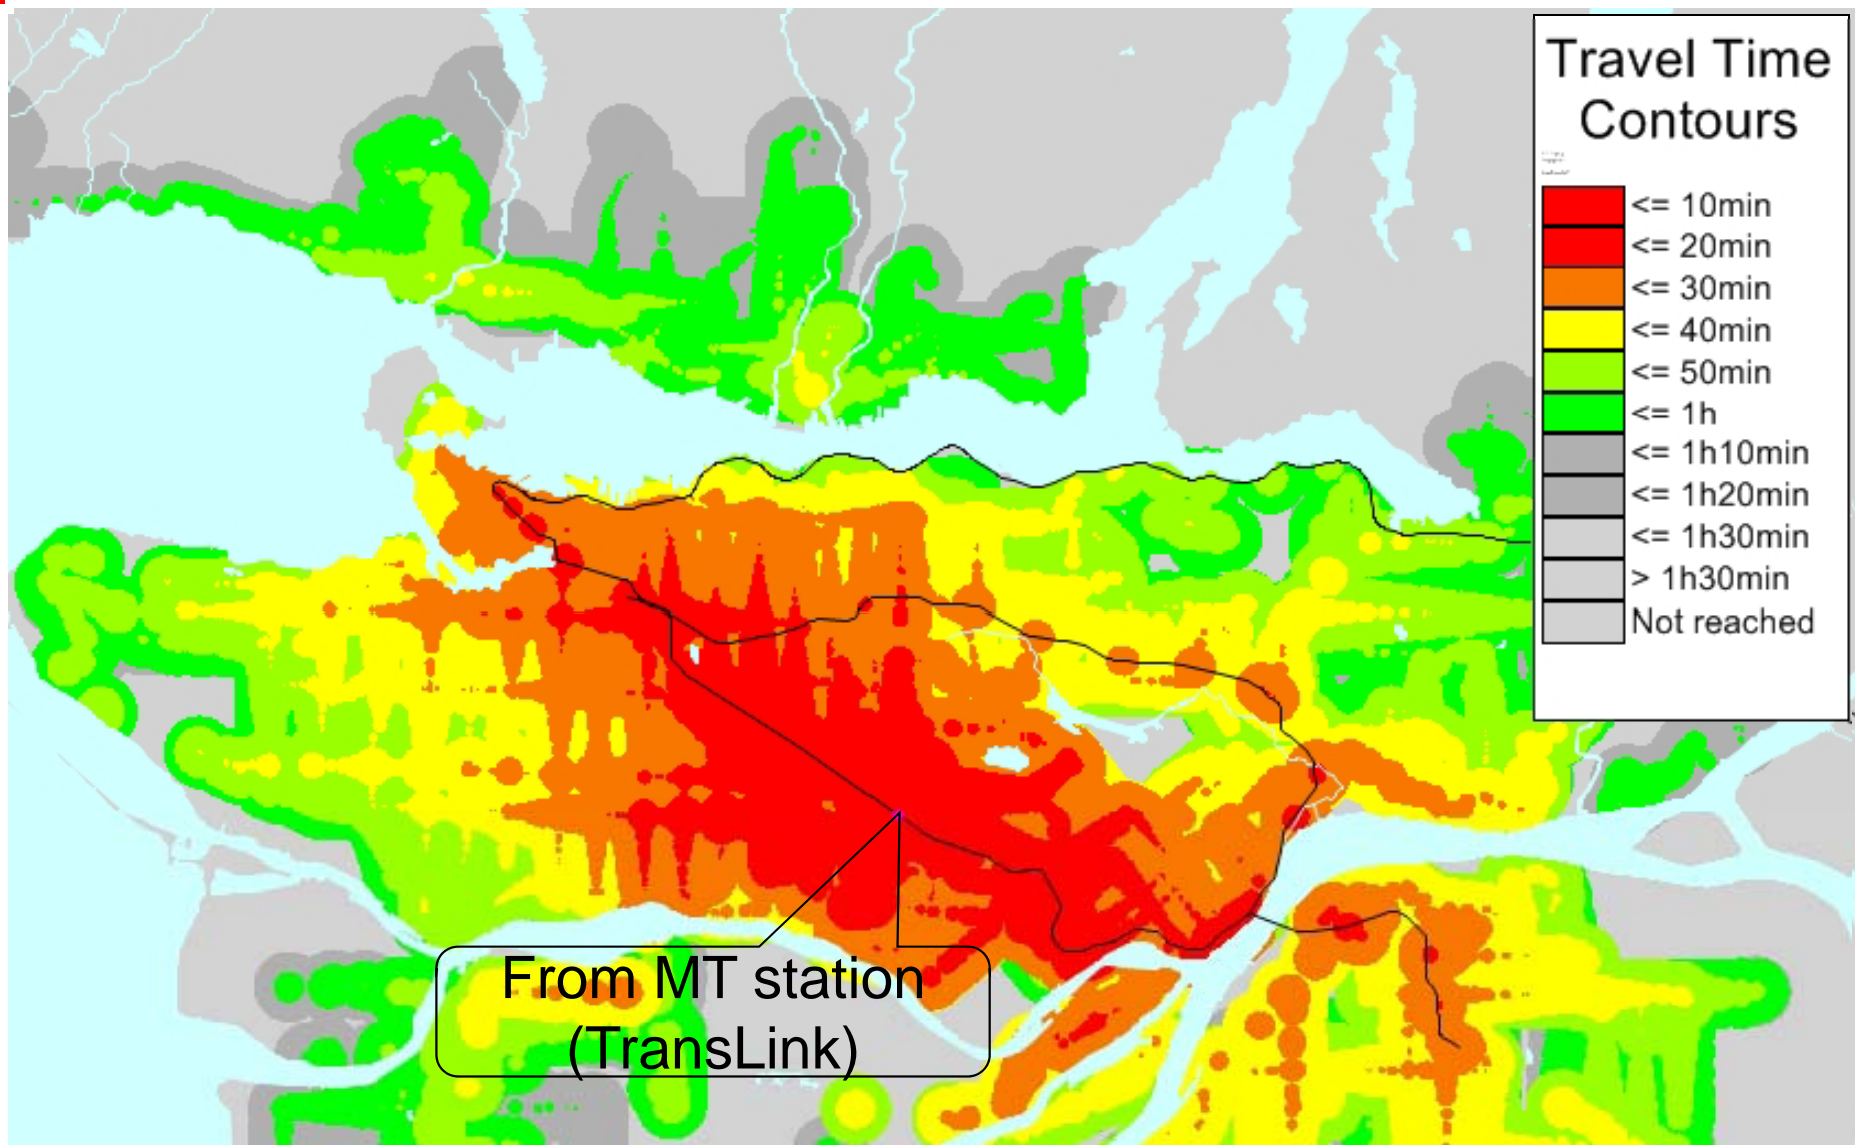 Travel Time
Contours
<= 10min
<= 20min
<= 30min
<= 40min
<= 50min
<= 1h
<= 1h10min
<= 1h20min
<= 1h30min
> 1h30min
Not reached
From MT station
(TransLink)